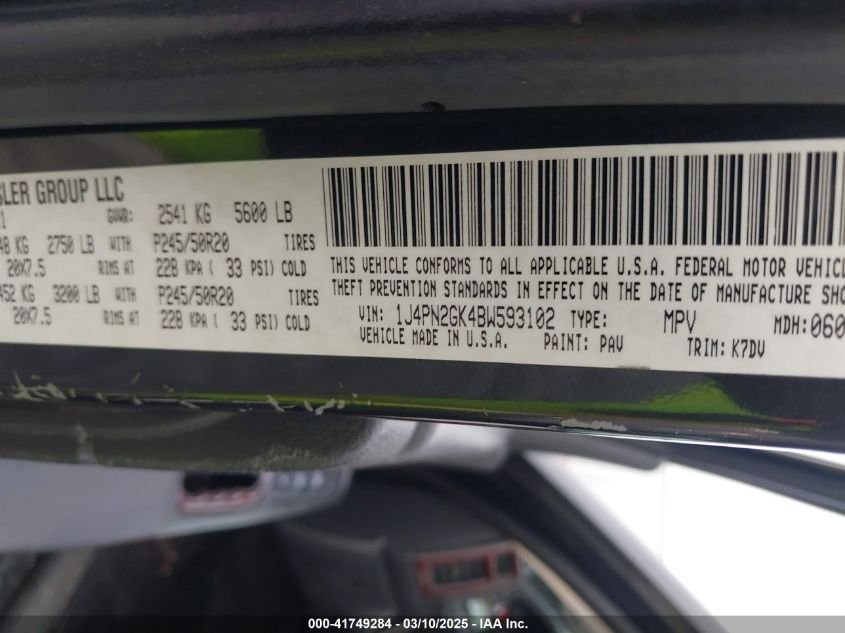 SLER GROUP LLC
1 GVWR: 2541 KG 5600 LB
48 KG 2750 LB WITH P245/50R20 TIRES
20X7.5 RIMS AT 228 KPA ( 33 PSI) COLD
452 KG 3200 LB WITH P245/50R20 TIRES
20X7.5 RIMS AT 228 KPA ( 33 PSI) COLD
THIS VEHICLE CONFORMS TO ALL APPLICABLE U.S.A. FEDERAL MOTOR VEHICL
THEFT PREVENTION STANDARDS IN EFFECT ON THE DATE OF MANUFACTURE SHO
VIN: 1J4PN2GK4BW593102 TYPE: MPV MDH: 060
VEHICLE MADE IN U.S.A. PAINT: PAV TRIM: K7DV
000-41749284 / 03/10/2025 - IAA Inc.